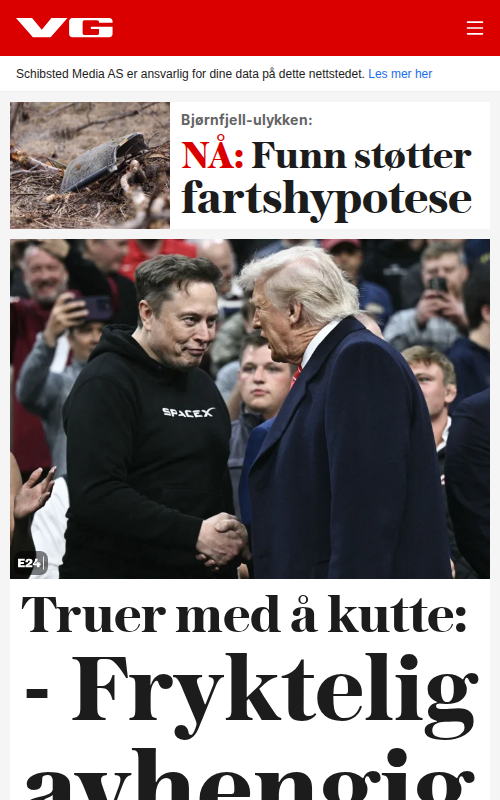 VG
Schibsted Media AS er ansvarlig for dine data på dette nettstedet. Les mer her
Bjørnfjell-ulykken:
NÅ: Funn støtter
fartshypotese
SPACEX
E24
Truer med å kutte:
- Fryktelig
avhengig